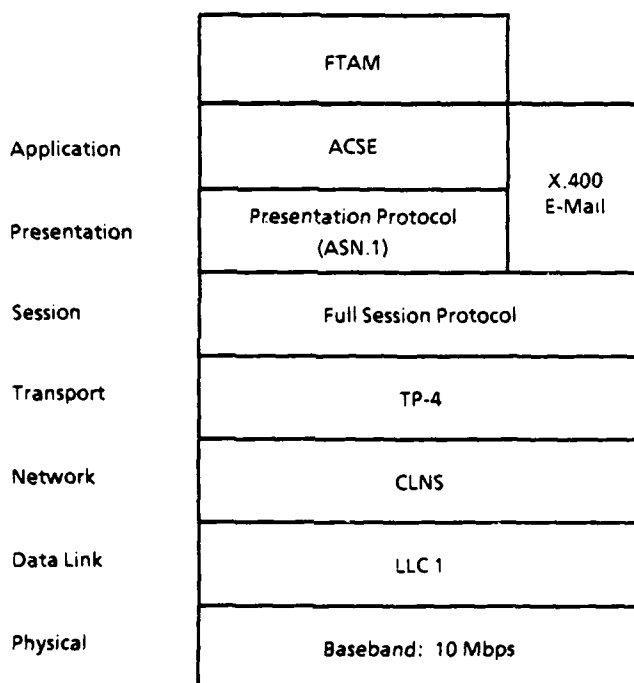 FTAM
Application
ACSE
X.400
E-Mail
Presentation
Presentation Protocol
(ASN.1)
Session
Full Session Protocol
Transport
TP-4
Network
CLNS
Data Link
LLC 1
Physical
Baseband: 10 Mbps